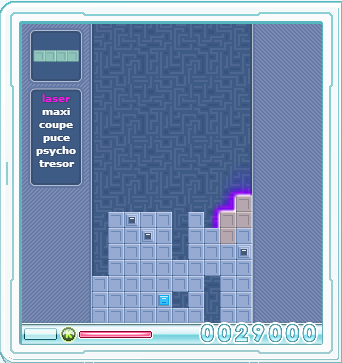 laser
maxi
coupe
puce
psycho
tresor
0029000